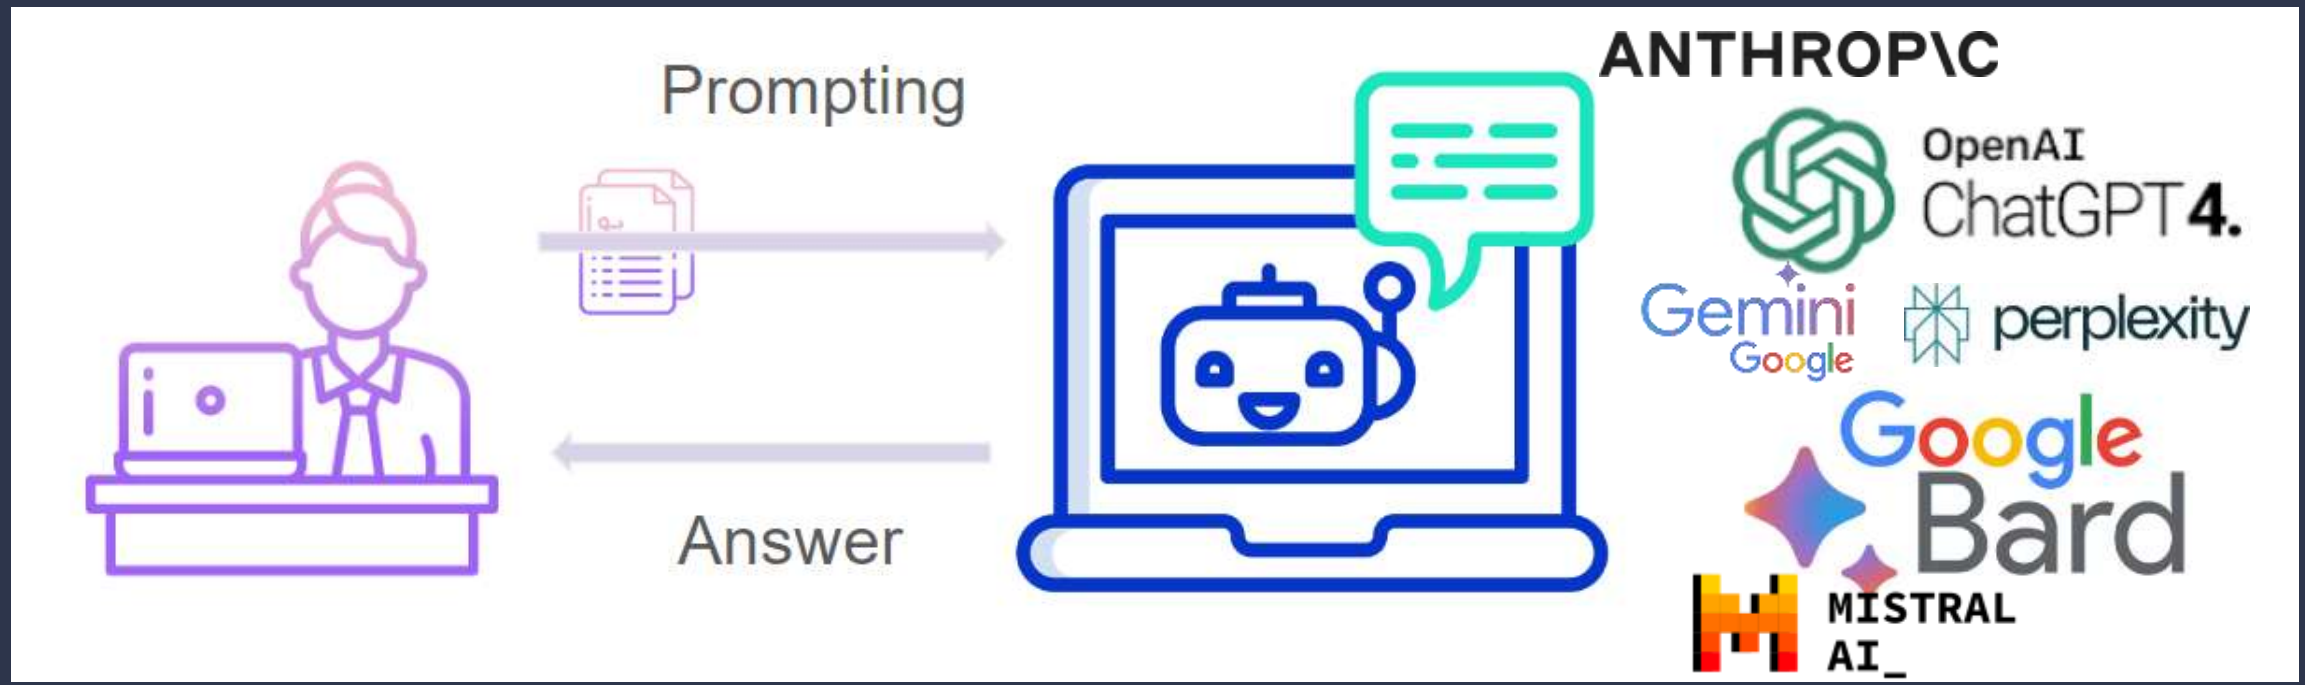 Prompting
Answer
ANTHROP\C
OpenAI
ChatGPT 4.
Gemini
Google
perplexity
Google
Bard
MISTRAL
AI_